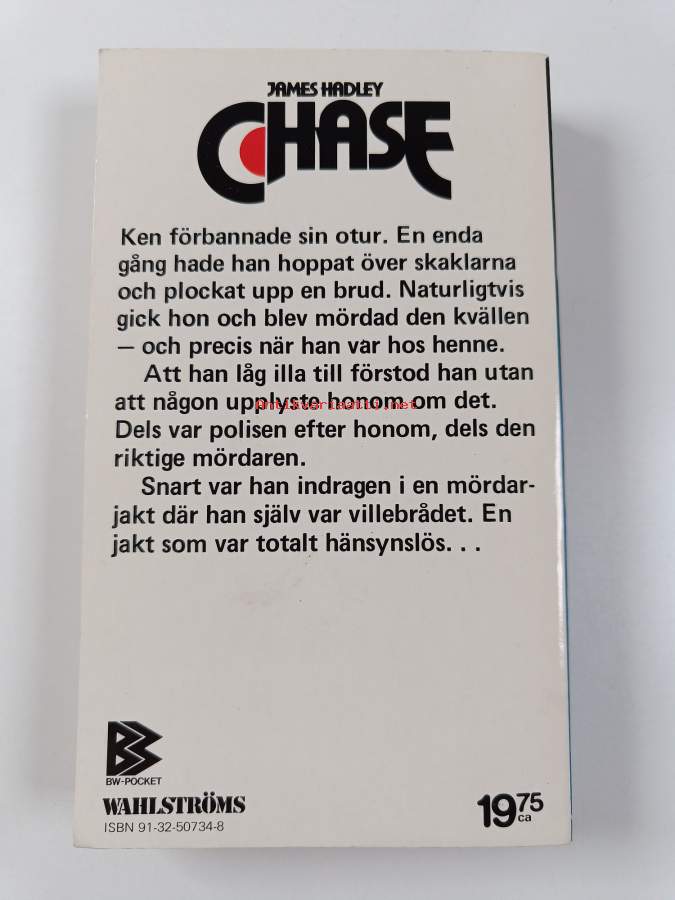 JAMES HADLEY
CHASE
Ken förbannade sin otur. En enda
gång hade han hoppat över skaklarna
och plockat upp en brud. Naturligtvis
gick hon och blev mördad den kvällen
– och precis när han var hos henne.
Att han låg illa till förstod han utan
att någon upplyste honom om det.
Antikvariaatti.net
Dels var polisen efter honom, dels den
riktige mördaren.
Snart var han indragen i en mördar-
jakt där han själv var villebrådet. En
jakt som var totalt hänsynslös. . .
BW-POCKET
WAHLSTRÖMS
ISBN 91-32-50734-8
19 75
ca